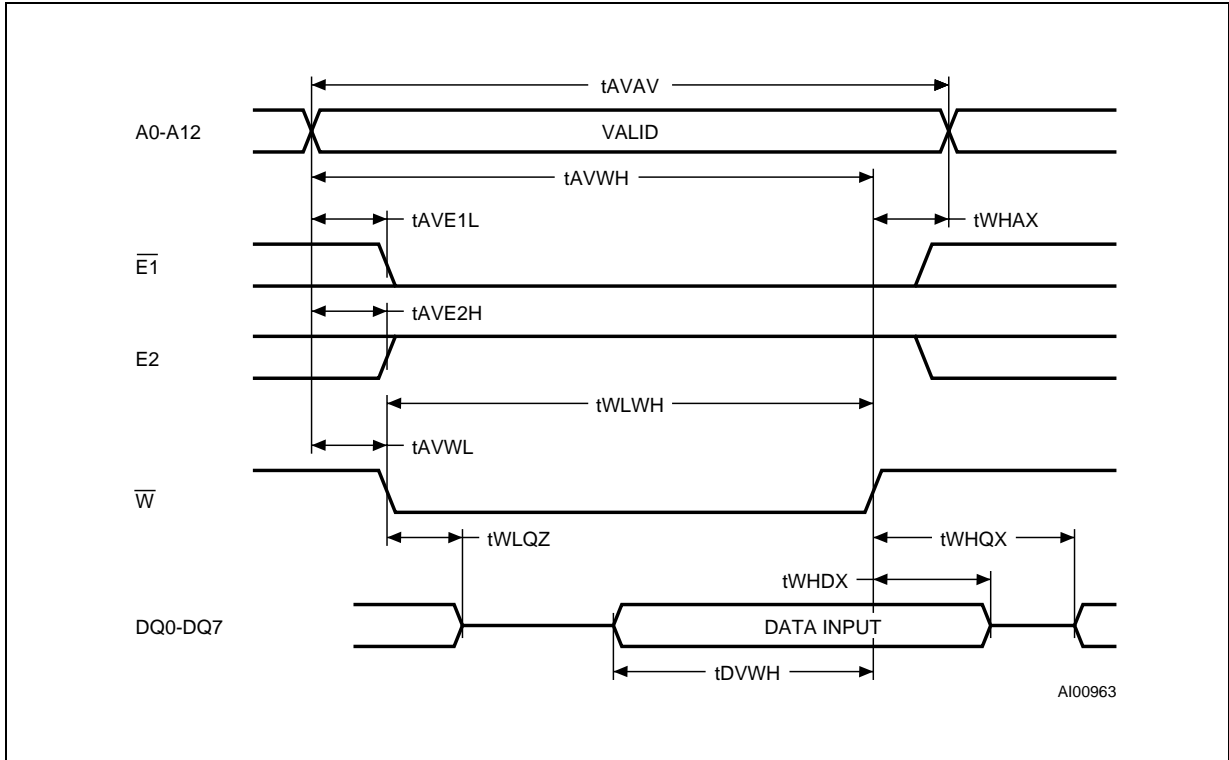 tAVAV
A0-A12 VALID
tAVWH
tAVE1L tWHAX
E1
tAVE2H
E2
tWLWH
tAVWL
W
tWLQZ tWHQX
tWHDX
DQ0-DQ7 DATA INPUT
tDVWH
AI00963